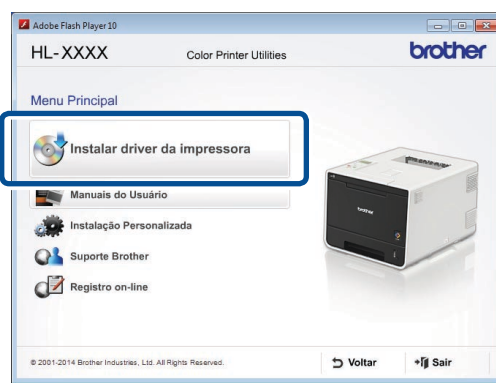 Adobe Flash Player 10
HL-XXXX
Color Printer Utilities
brother
Menu Principal
Instalar driver da impressora
Manuais do Usuário
Instalação Personalizada
Suporte Brother
Registro on-line
brother
© 2001-2014 Brother Industries, Ltd. All Rights Reserved.
Voltar
Sair